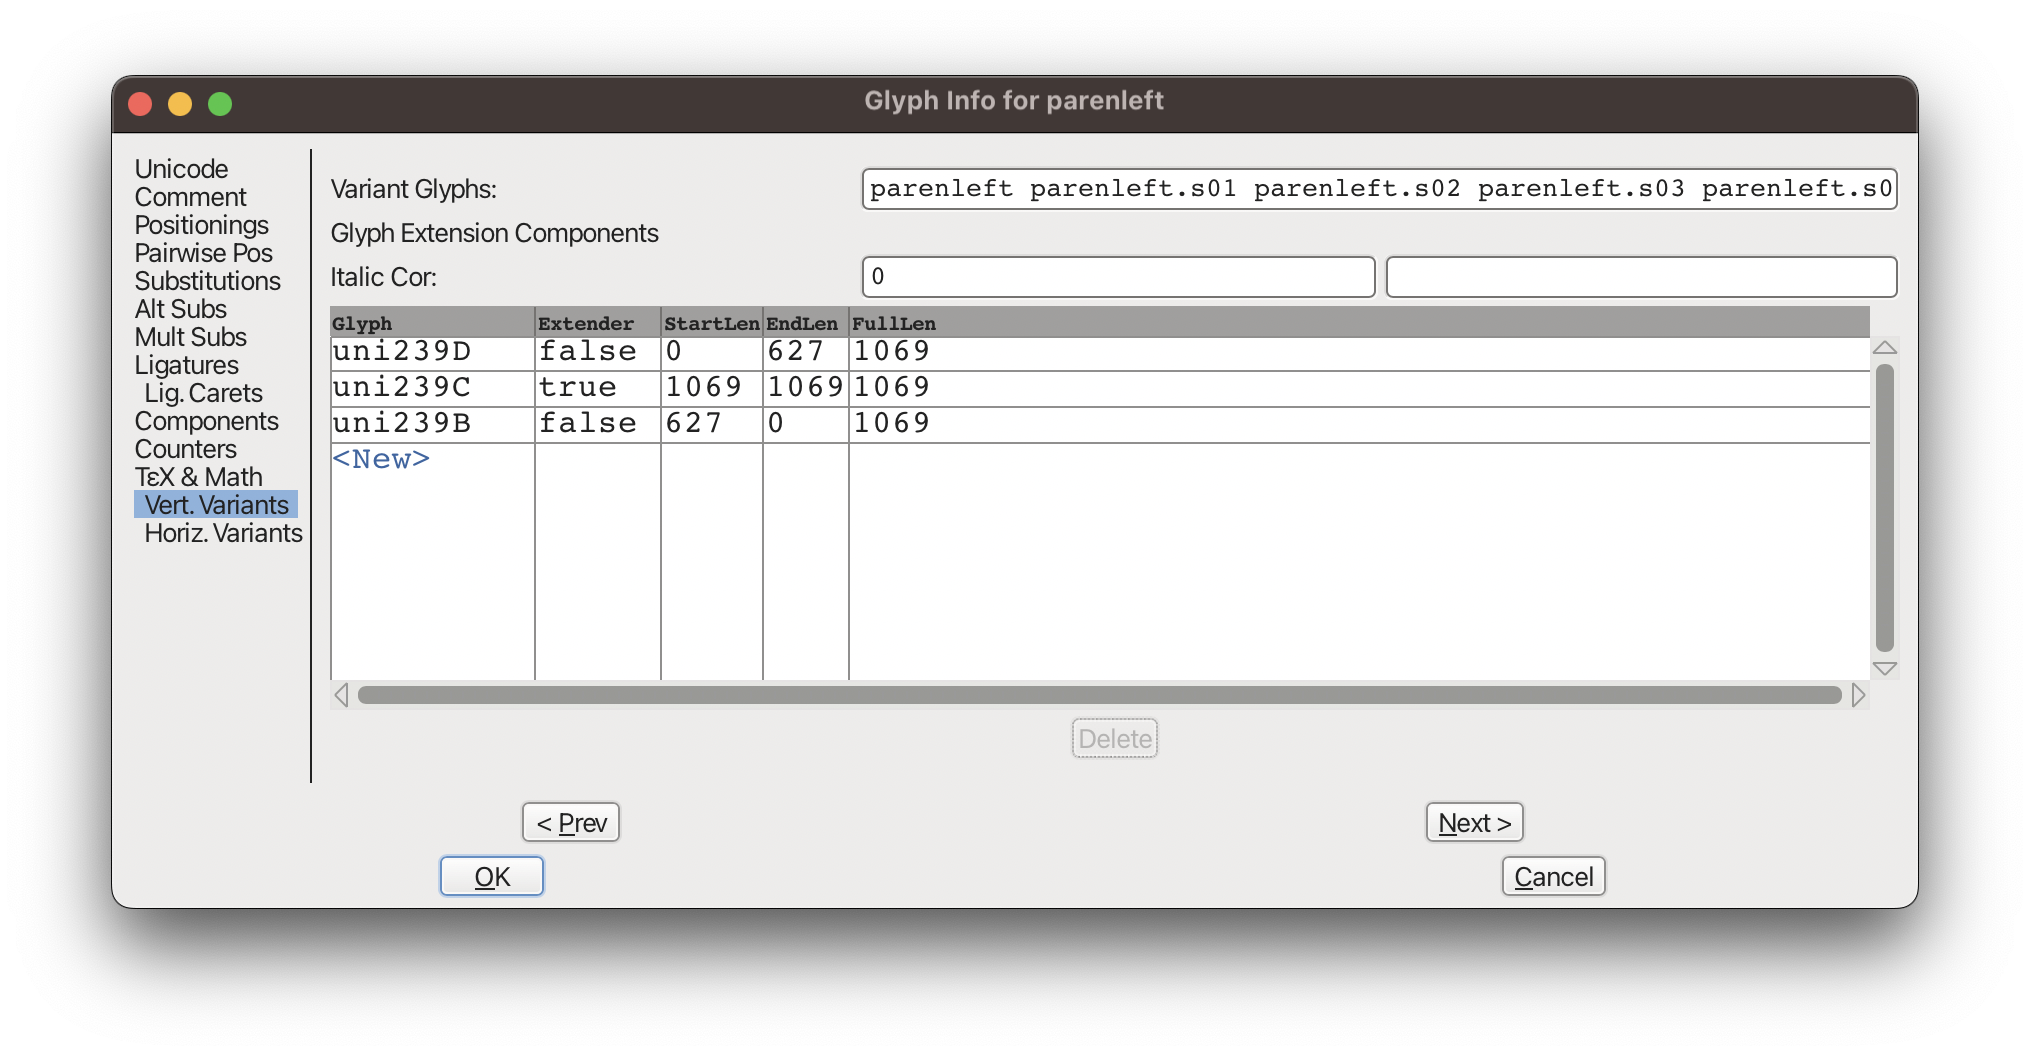 Glyph Info for parenleft
Unicode
Comment
Positionings
Pairwise Pos
Substitutions
Alt Subs
Mult Subs
Ligatures
Lig. Carets
Components
Counters
TεX & Math
Vert. Variants
Horiz. Variants
Variant Glyphs: parenleft parenleft.s01 parenleft.s02 parenleft.s03 parenleft.s0
Glyph Extension Components
Italic Cor: 0
Glyph Extender StartLen EndLen FullLen
uni239D false 0 627 1069
uni239C true 1069 1069 1069
uni239B false 627 0 1069
<New>
Delete
< Prev Next >
OK Cancel